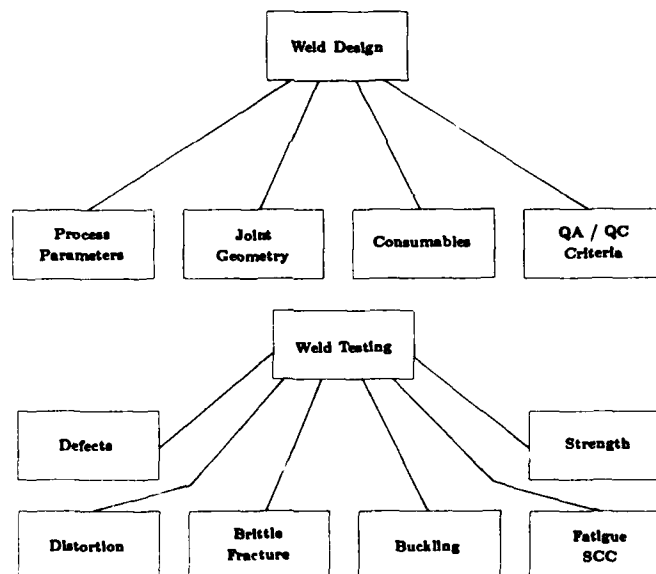 Weld Design
Process
Parameters
Joint
Geometry
Consumables
QA / QC
Criteria
Weld Testing
Defects
Strength
Distortion
Brittle
Fracture
Buckling
Fatigue
SCC